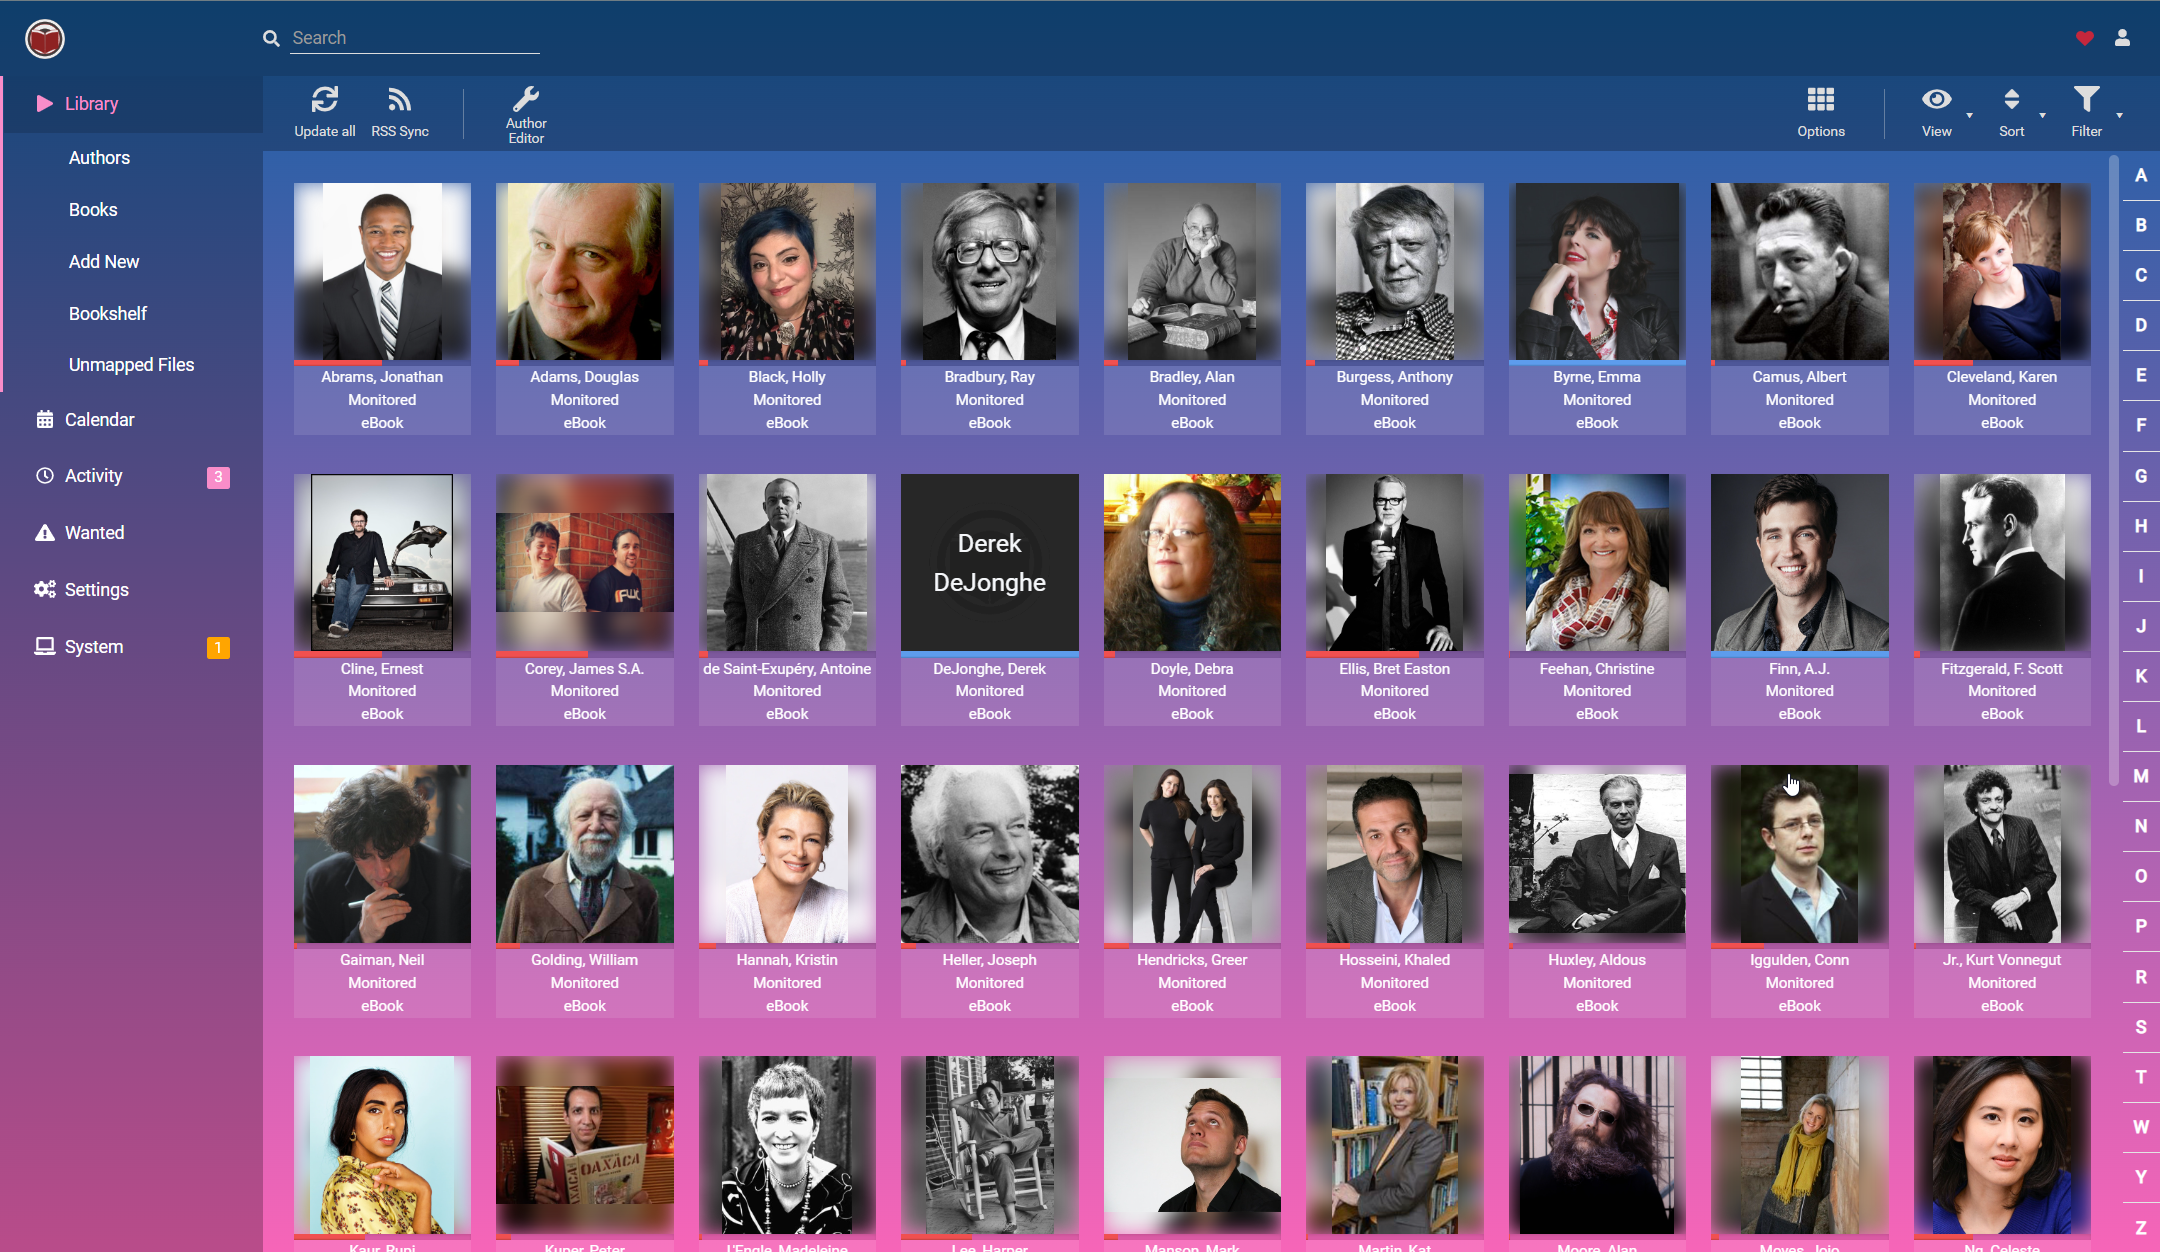 Search
Library
Authors
Books
Add New
Bookshelf
Unmapped Files
Calendar
Activity
3
Wanted
Settings
System
1
Update all
RSS Sync
Author
Editor
Options
View
Sort
Filter
Abrams, Jonathan
Monitored
eBook
Adams, Douglas
Monitored
eBook
Black, Holly
Monitored
eBook
Bradbury, Ray
Monitored
eBook
Bradley, Alan
Monitored
eBook
Burgess, Anthony
Monitored
eBook
Byrne, Emma
Monitored
eBook
Camus, Albert
Monitored
eBook
Cleveland, Karen
Monitored
eBook
Cline, Ernest
Monitored
eBook
Corey, James S.A.
Monitored
eBook
de Saint-Exupéry, Antoine
Monitored
eBook
Derek
DeJonghe
DeJonghe, Derek
Monitored
eBook
Doyle, Debra
Monitored
eBook
Ellis, Bret Easton
Monitored
eBook
Feehan, Christine
Monitored
eBook
Finn, A.J.
Monitored
eBook
Fitzgerald, F. Scott
Monitored
eBook
Gaiman, Neil
Monitored
eBook
Golding, William
Monitored
eBook
Hannah, Kristin
Monitored
eBook
Heller, Joseph
Monitored
eBook
Hendricks, Greer
Monitored
eBook
Hosseini, Khaled
Monitored
eBook
Huxley, Aldous
Monitored
eBook
Iggulden, Conn
Monitored
eBook
Jr., Kurt Vonnegut
Monitored
eBook
OAXACA
Kaur, Rupi
Kuper, Peter
L'Engle, Madeleine
Lee, Harper
Manson, Mark
Martin, Kat
Moore, Alan
Moyes, Jojo
Ng, Celeste
A
B
C
D
E
F
G
H
I
J
K
L
M
N
O
P
R
S
T
W
Y
Z